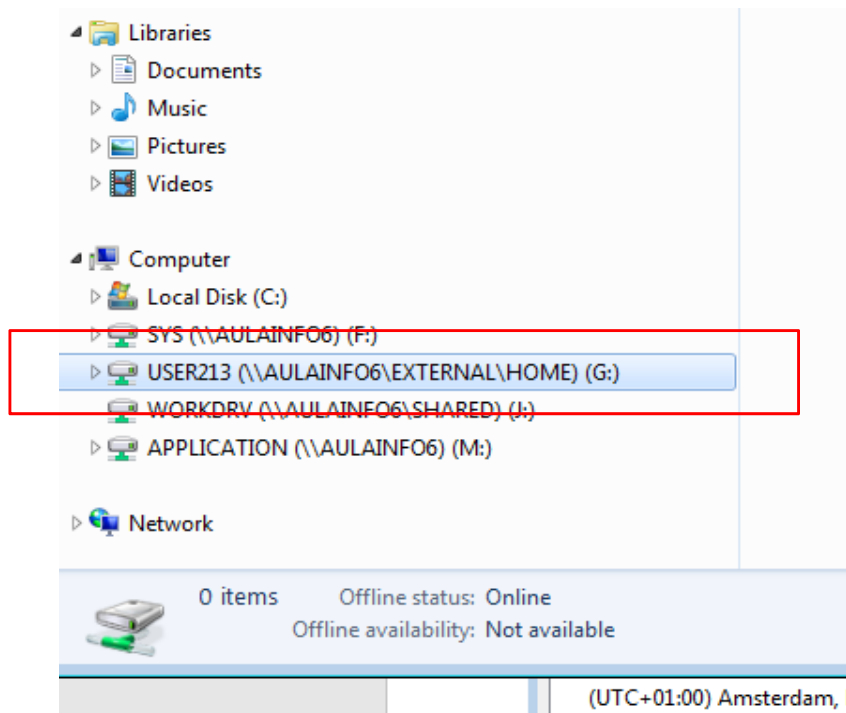 Libraries
Documents
Music
Pictures
Videos
Computer
Local Disk (C:)
SYS (\\AULAINFO6) (F:)
USER213 (\\AULAINFO6\EXTERNAL\HOME) (G:)
WORKDRV (\\AULAINFO6\SHARED) (J:)
APPLICATION (\\AULAINFO6) (M:)
Network
0 items Offline status: Online
Offline availability: Not available
(UTC+01:00) Amsterdam,